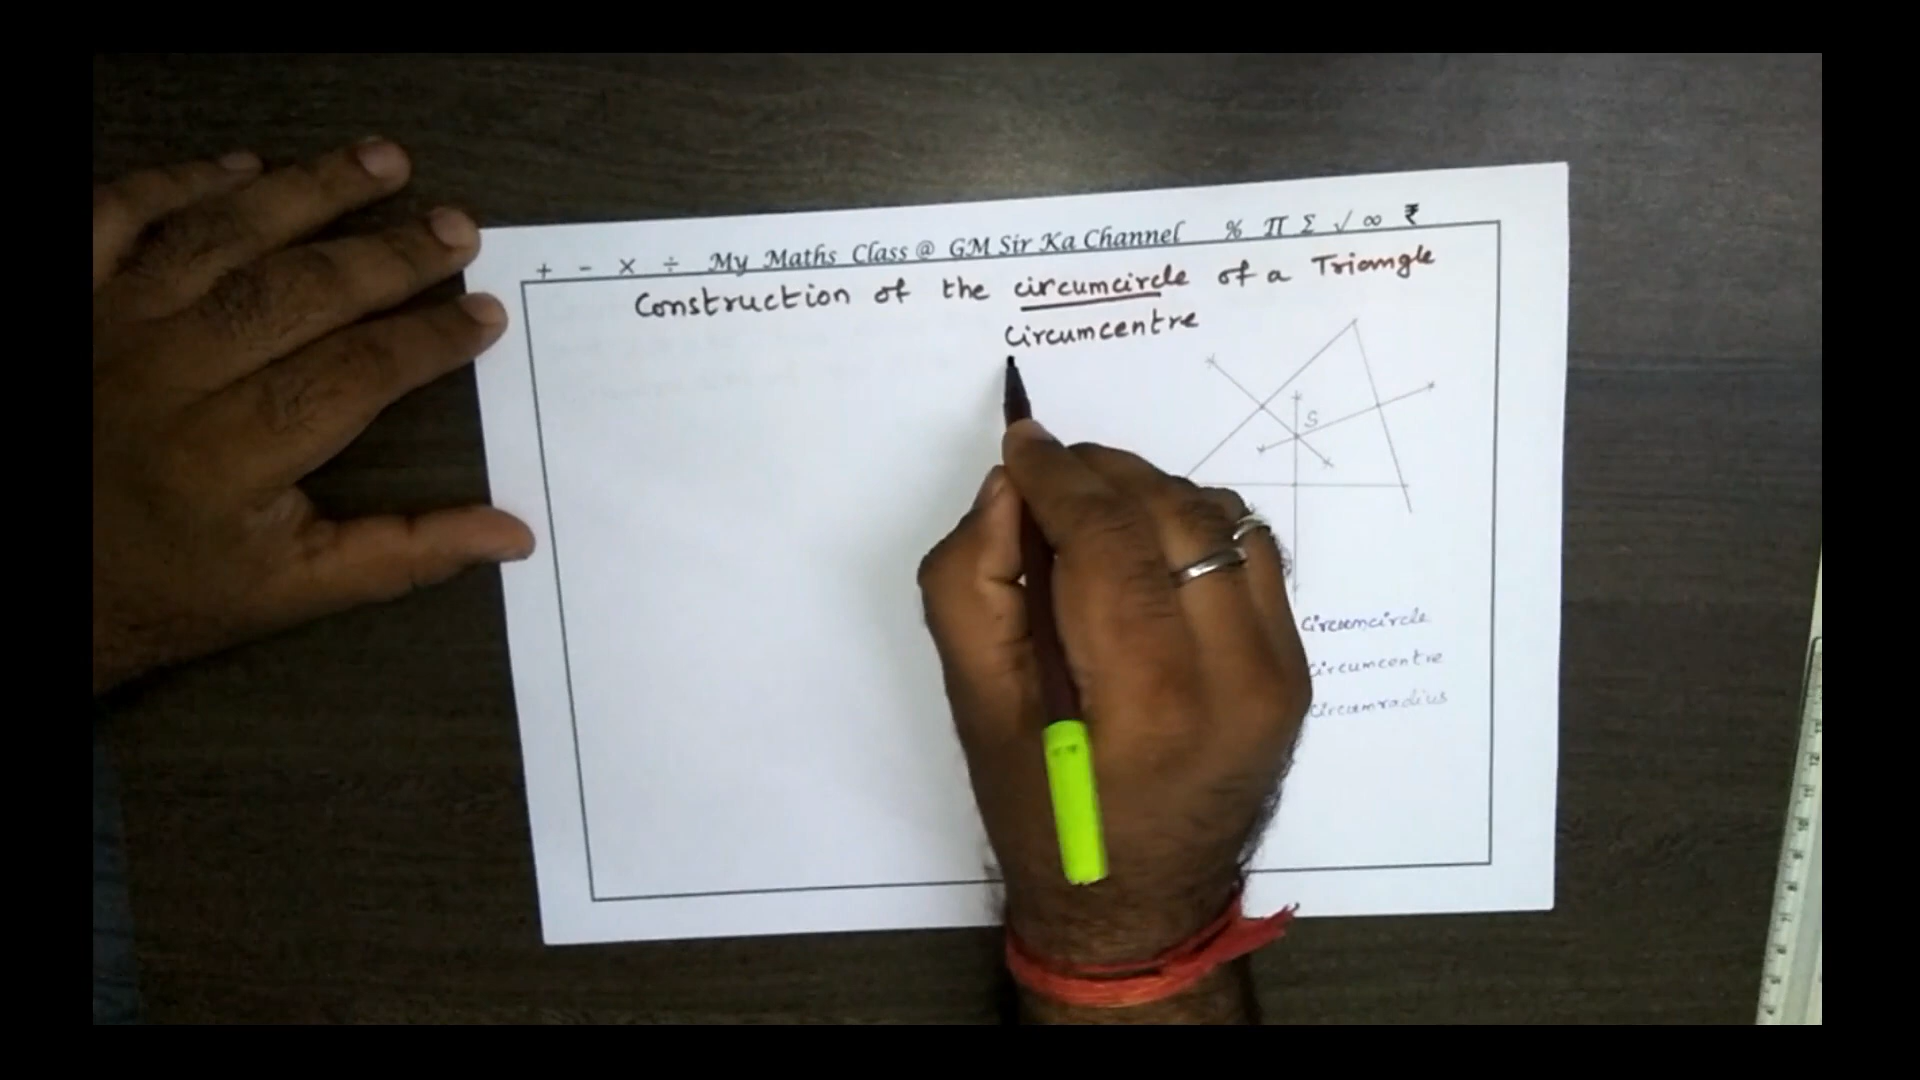 + - × ÷ My Maths Class @ GM Sir Ka Channel % Π Σ √ ∞ ₹
Construction of the circumcircle of a Triangle
Circumcentre
S
Circumcircle
Circumcentre
Circumradius